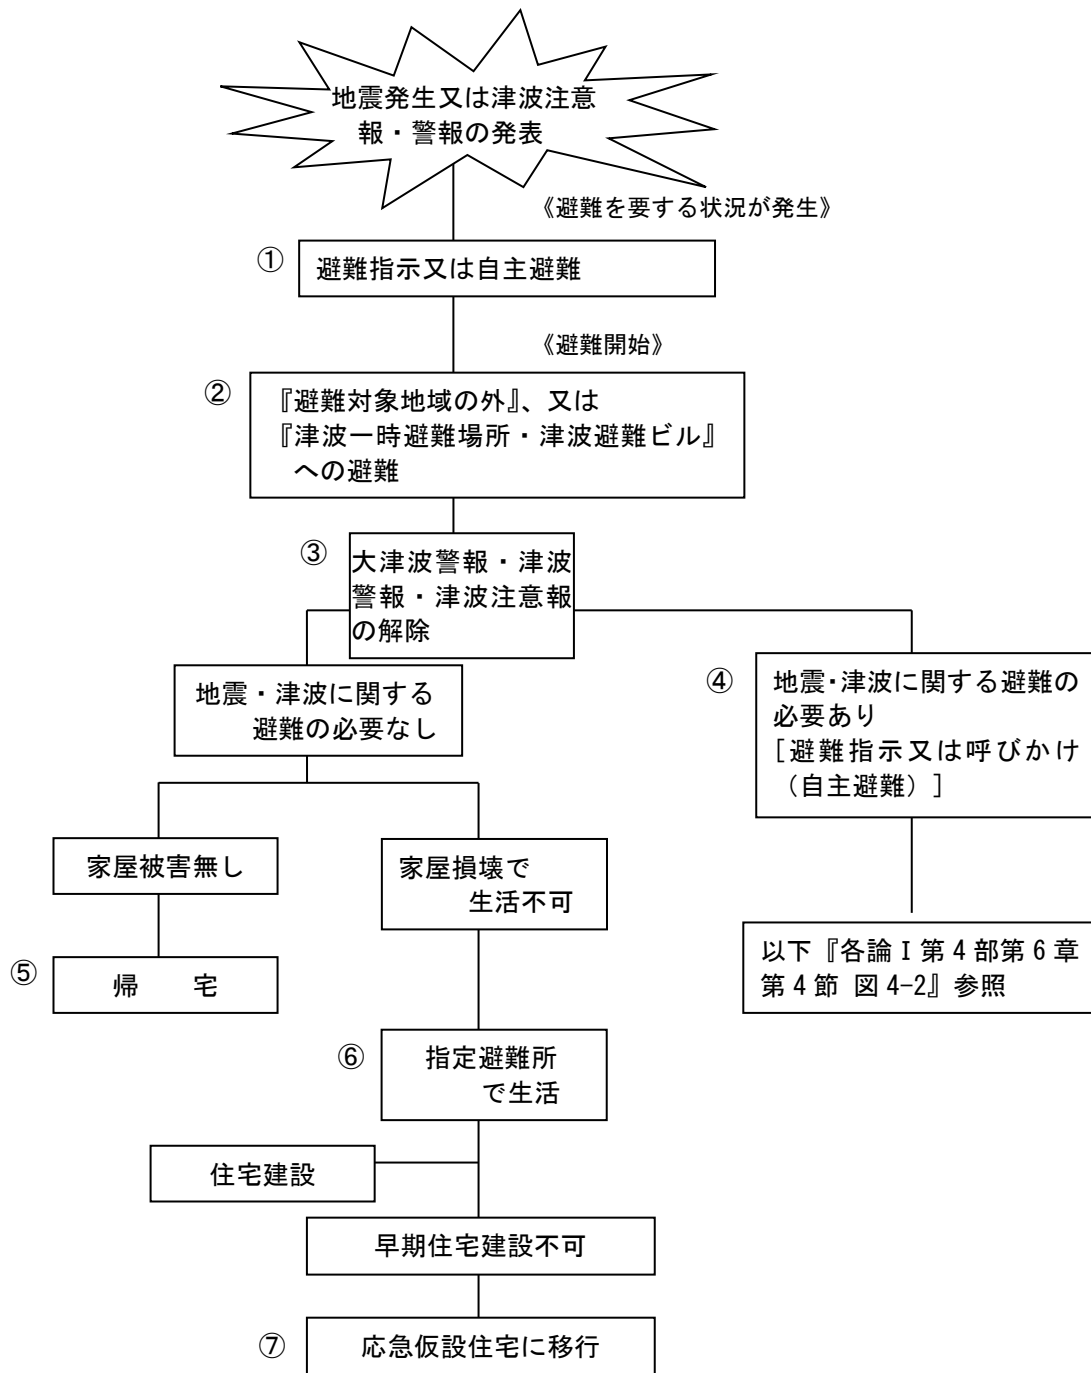 地震発生又は津波注意
報・警報の発表
《避難を要する状況が発生》
①
避難指示又は自主避難
《避難開始》
②
『避難対象地域の外』、又は
『津波一時避難場所・津波避難ビル』
への避難
③
大津波警報・津波
警報・津波注意報
の解除
地震・津波に関する
避難の必要なし
④
地震・津波に関する避難の
必要あり
[避難指示又は呼びかけ
（自主避難）]
家屋被害無し
家屋損壊で
生活不可
⑤
帰　　宅
以下『各論Ⅰ第4部第6章
第4節 図4-2』参照
⑥
指定避難所
で生活
住宅建設
早期住宅建設不可
⑦
応急仮設住宅に移行